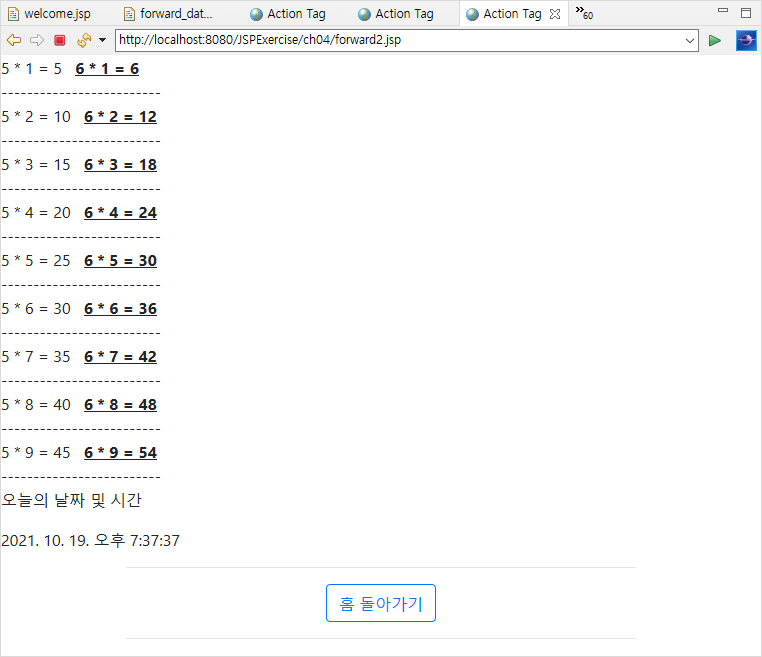 welcome.jsp forward_dat... Action Tag Action Tag Action Tag 60
http://localhost:8080/JSPExercise/ch04/forward2.jsp
5 * 1 = 5 6 * 1 = 6
--------------------------
5 * 2 = 10 6 * 2 = 12
--------------------------
5 * 3 = 15 6 * 3 = 18
--------------------------
5 * 4 = 20 6 * 4 = 24
--------------------------
5 * 5 = 25 6 * 5 = 30
--------------------------
5 * 6 = 30 6 * 6 = 36
--------------------------
5 * 7 = 35 6 * 7 = 42
--------------------------
5 * 8 = 40 6 * 8 = 48
--------------------------
5 * 9 = 45 6 * 9 = 54
--------------------------
오늘의 날짜 및 시간
2021. 10. 19. 오후 7:37:37
홈 돌아가기